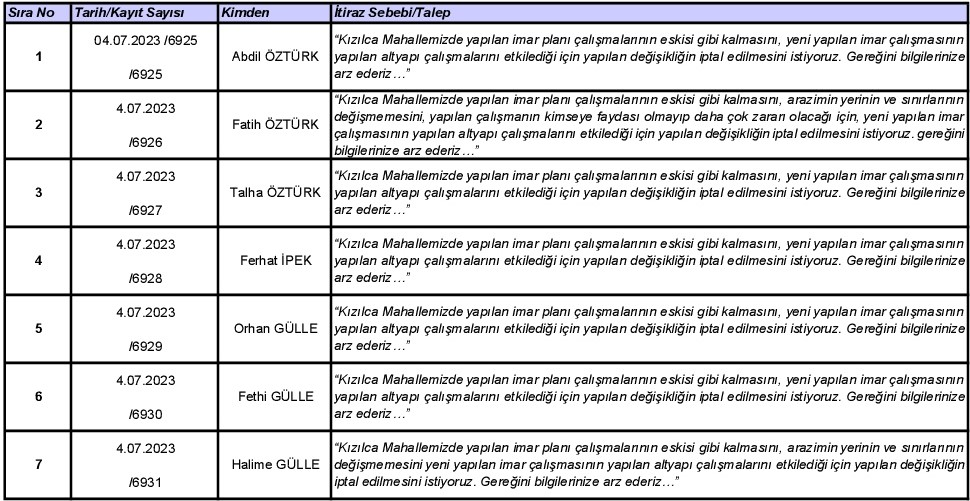 Sıra No Tarih/Kayıt Sayısı Kimden İtiraz Sebebi/Talep
1
04.07.2023 /6925
/6925
Abdil ÖZTÜRK
“Kızılca Mahallemizde yapılan imar planı çalışmalarının eskisi gibi kalmasını, yeni yapılan imar çalışmasının
yapılan altyapı çalışmalarını etkilediği için yapılan değişikliğin iptal edilmesini istiyoruz. Gereğini bilgilerinize
arz ederiz…”
2
4.07.2023
/6926
Fatih ÖZTÜRK
“Kızılca Mahallemizde yapılan imar planı çalışmalarının eskisi gibi kalmasını, arazimin yerinin ve sınırlarının
değişmemesini, yapılan çalışmanın kimseye faydası olmayıp daha çok zararı olacağı için, yeni yapılan imar
çalışmasının yapılan altyapı çalışmalarını etkilediği için yapılan değişikliğin iptal edilmesini istiyoruz. gereğini
bilgilerinize arz ederiz…”
3
4.07.2023
/6927
Talha ÖZTÜRK
“Kızılca Mahallemizde yapılan imar planı çalışmalarının eskisi gibi kalmasını, yeni yapılan imar çalışmasının
yapılan altyapı çalışmalarını etkilediği için yapılan değişikliğin iptal edilmesini istiyoruz. Gereğini bilgilerinize
arz ederiz…”
4
4.07.2023
/6928
Ferhat İPEK
“Kızılca Mahallemizde yapılan imar planı çalışmalarının eskisi gibi kalmasını, yeni yapılan imar çalışmasının
yapılan altyapı çalışmalarını etkilediği için yapılan değişikliğin iptal edilmesini istiyoruz. Gereğini bilgilerinize
arz ederiz…”
5
4.07.2023
/6929
Orhan GÜLLE
“Kızılca Mahallemizde yapılan imar planı çalışmalarının eskisi gibi kalmasını, yeni yapılan imar çalışmasının
yapılan altyapı çalışmalarını etkilediği için yapılan değişikliğin iptal edilmesini istiyoruz. Gereğini bilgilerinize
arz ederiz…”
6
4.07.2023
/6930
Fethi GÜLLE
“Kızılca Mahallemizde yapılan imar planı çalışmalarının eskisi gibi kalmasını, yeni yapılan imar çalışmasının
yapılan altyapı çalışmalarını etkilediği için yapılan değişikliğin iptal edilmesini istiyoruz. Gereğini bilgilerinize
arz ederiz…”
7
4.07.2023
/6931
Halime GÜLLE
“Kızılca Mahallemizde yapılan imar planı çalışmalarının eskisi gibi kalmasını, arazimin yerinin ve sınırlarının
değişmemesini yeni yapılan imar çalışmasının yapılan altyapı çalışmalarını etkilediği için yapılan değişikliğin
iptal edilmesini istiyoruz. Gereğini bilgilerinize arz ederiz…”